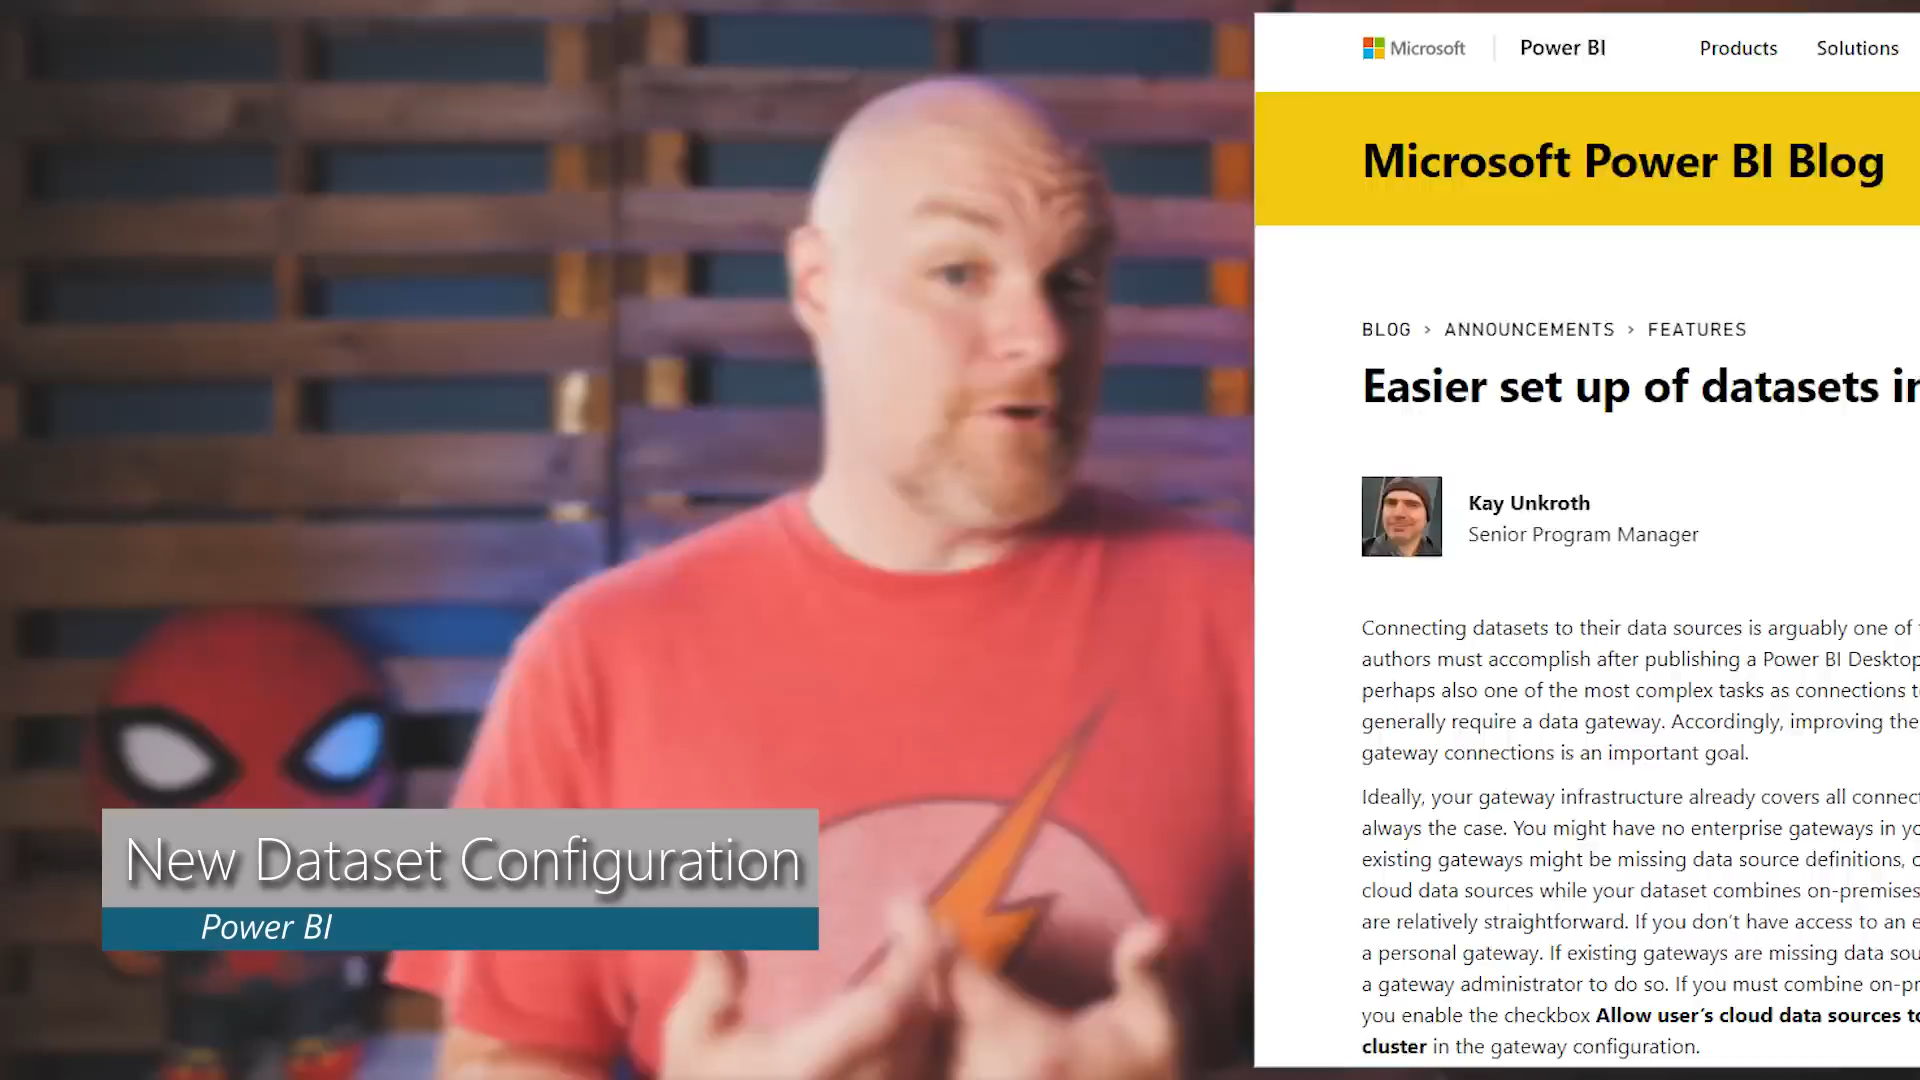 Microsoft
Power BI
Products
Solutions
Microsoft Power BI Blog
BLOG > ANNOUNCEMENTS > FEATURES
Easier set up of datasets in
Kay Unkroth
Senior Program Manager
Connecting datasets to their data sources is arguably one of
authors must accomplish after publishing a Power BI Desktop
perhaps also one of the most complex tasks as connections
generally require a data gateway. Accordingly, improving the
gateway connections is an important goal.
Ideally, your gateway infrastructure already covers all
always the case. You might have no enterprise gateways in
existing gateways might be missing data source definitions,
cloud data sources while your dataset combines on-premises
are relatively straightforward. If you don't have access to an
a personal gateway. If existing gateways are missing data
a gateway administrator to do so. If you must combine
you enable the checkbox Allow user's cloud data sources
cluster in the gateway configuration.
New Dataset Configuration
Power BI